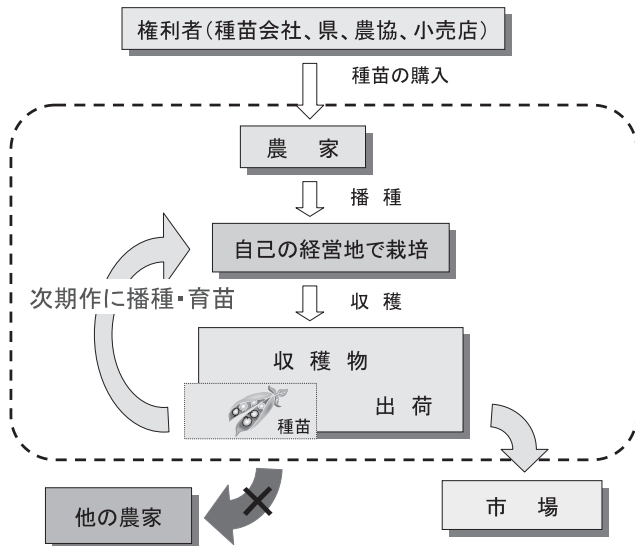 権利者（種苗会社、県、農協、小売店）
種苗の購入
農　家
播 種
自己の経営地で栽培
次期作に播種・育苗
収 穫
収 穫 物
出 荷
種苗
他の農家
市　場